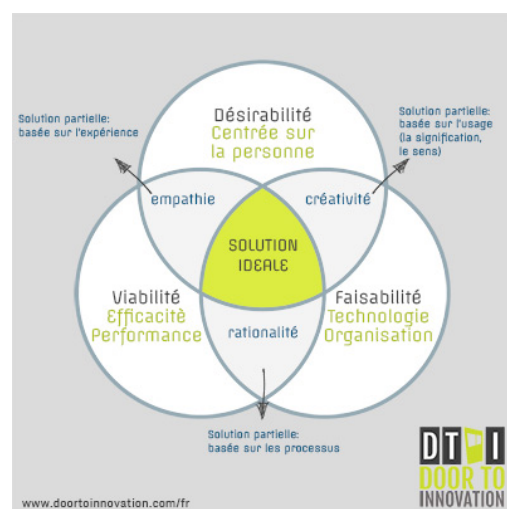 Désirabilité
Centrée sur
la personne
Solution partielle:
basée sur l'expérience
Solution partielle:
basée sur l'usage
(la signification,
le sens)
empathie
créativité
SOLUTION
IDEALE
Viabilité
Efficacitè
Performance
Faisabilité
Technologie
Organisation
rationalité
Solution partielle:
basée sur les processus
DT I
DOOR TO
INNOVATION
www.doortoinnovation.com/fr